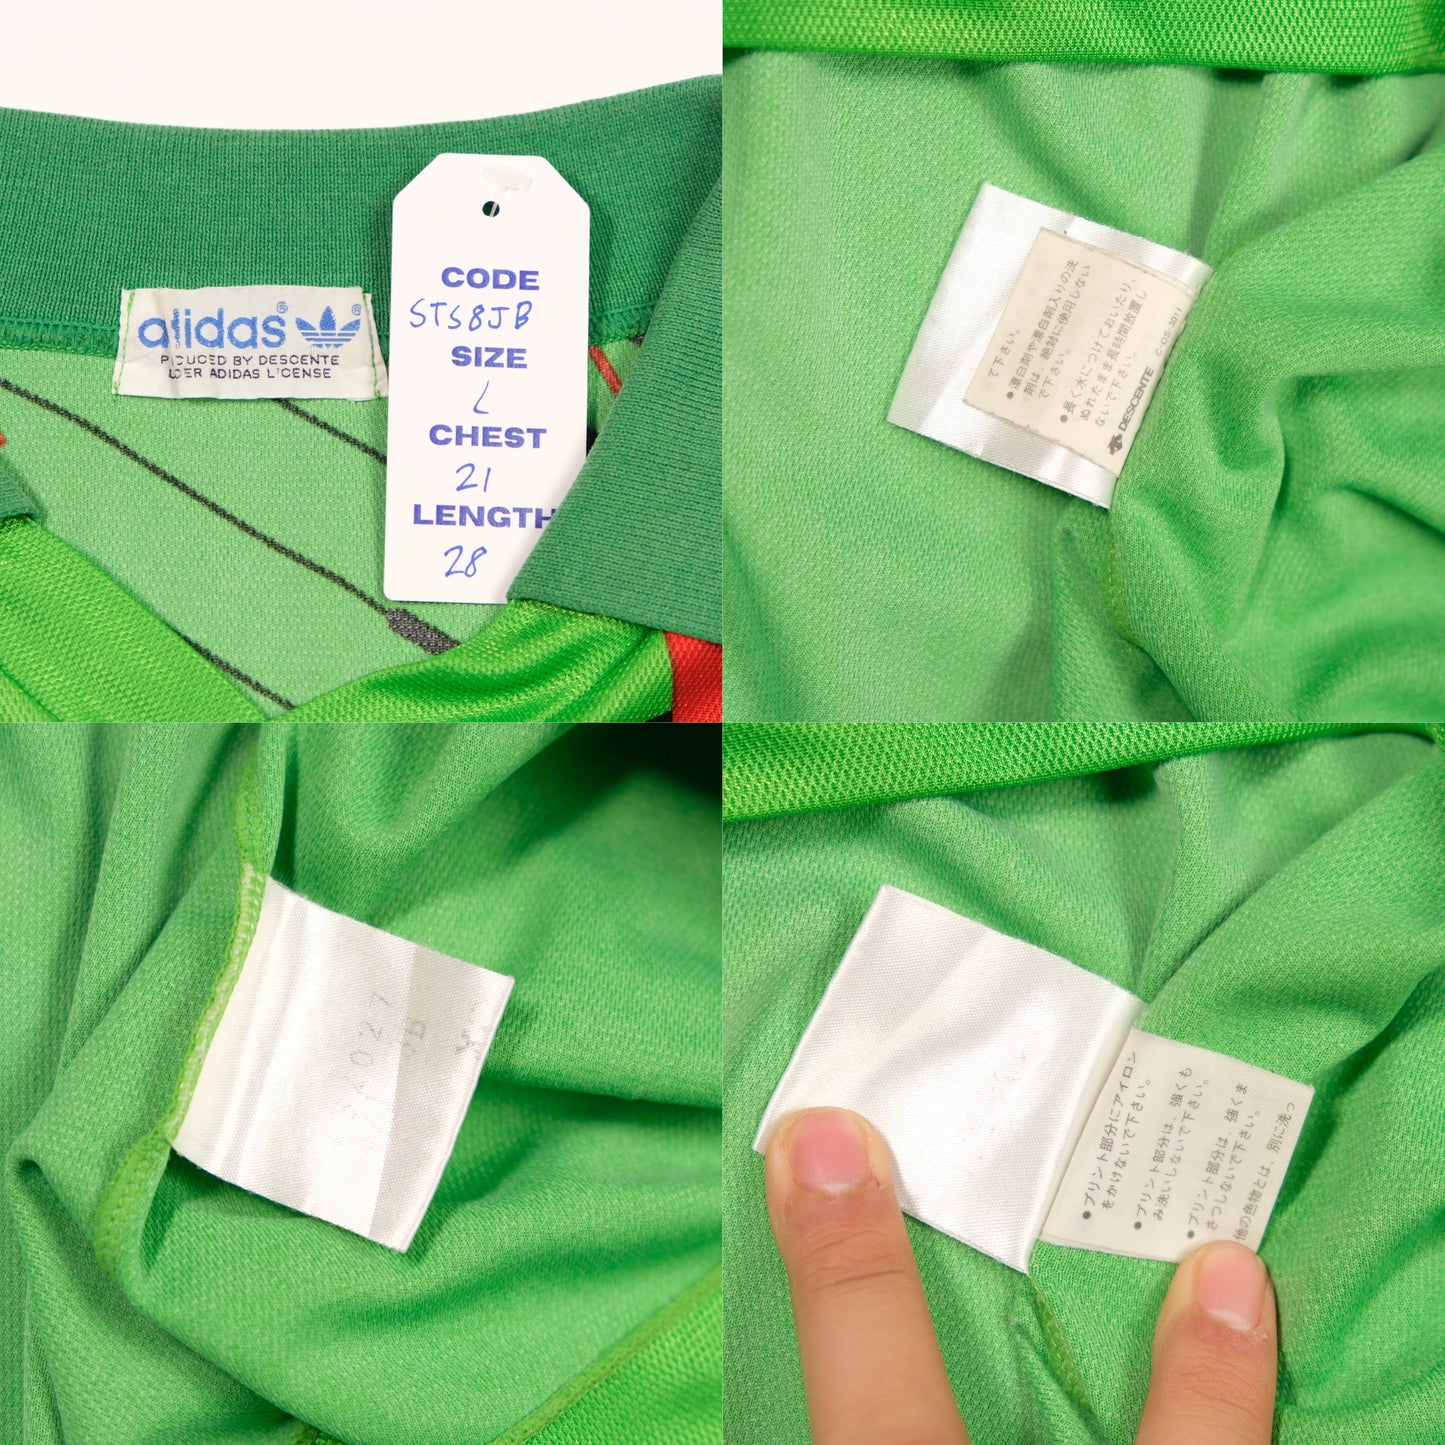 adidas®
PRODUCED BY DESCENTE
UNDER ADIDAS LICENSE
CODE
STS8JB
SIZE
L
CHEST
21
LENGTH
28
て下さい。
●漂白剤や漂白剤入りの洗
剤は、絶対に使用しない
で下さい。
●長く水につけておいたり、
ぬれたまま長時間放置し
ないで下さい。
DESCENTE C-DIS-3011
●プリント部分にアイロン
をかけないで下さい。
●プリント部分は、強くも
み洗いしないで下さい。
●プリント部分は、強くま
さつしないで下さい。
他の色物とは、別に洗っ